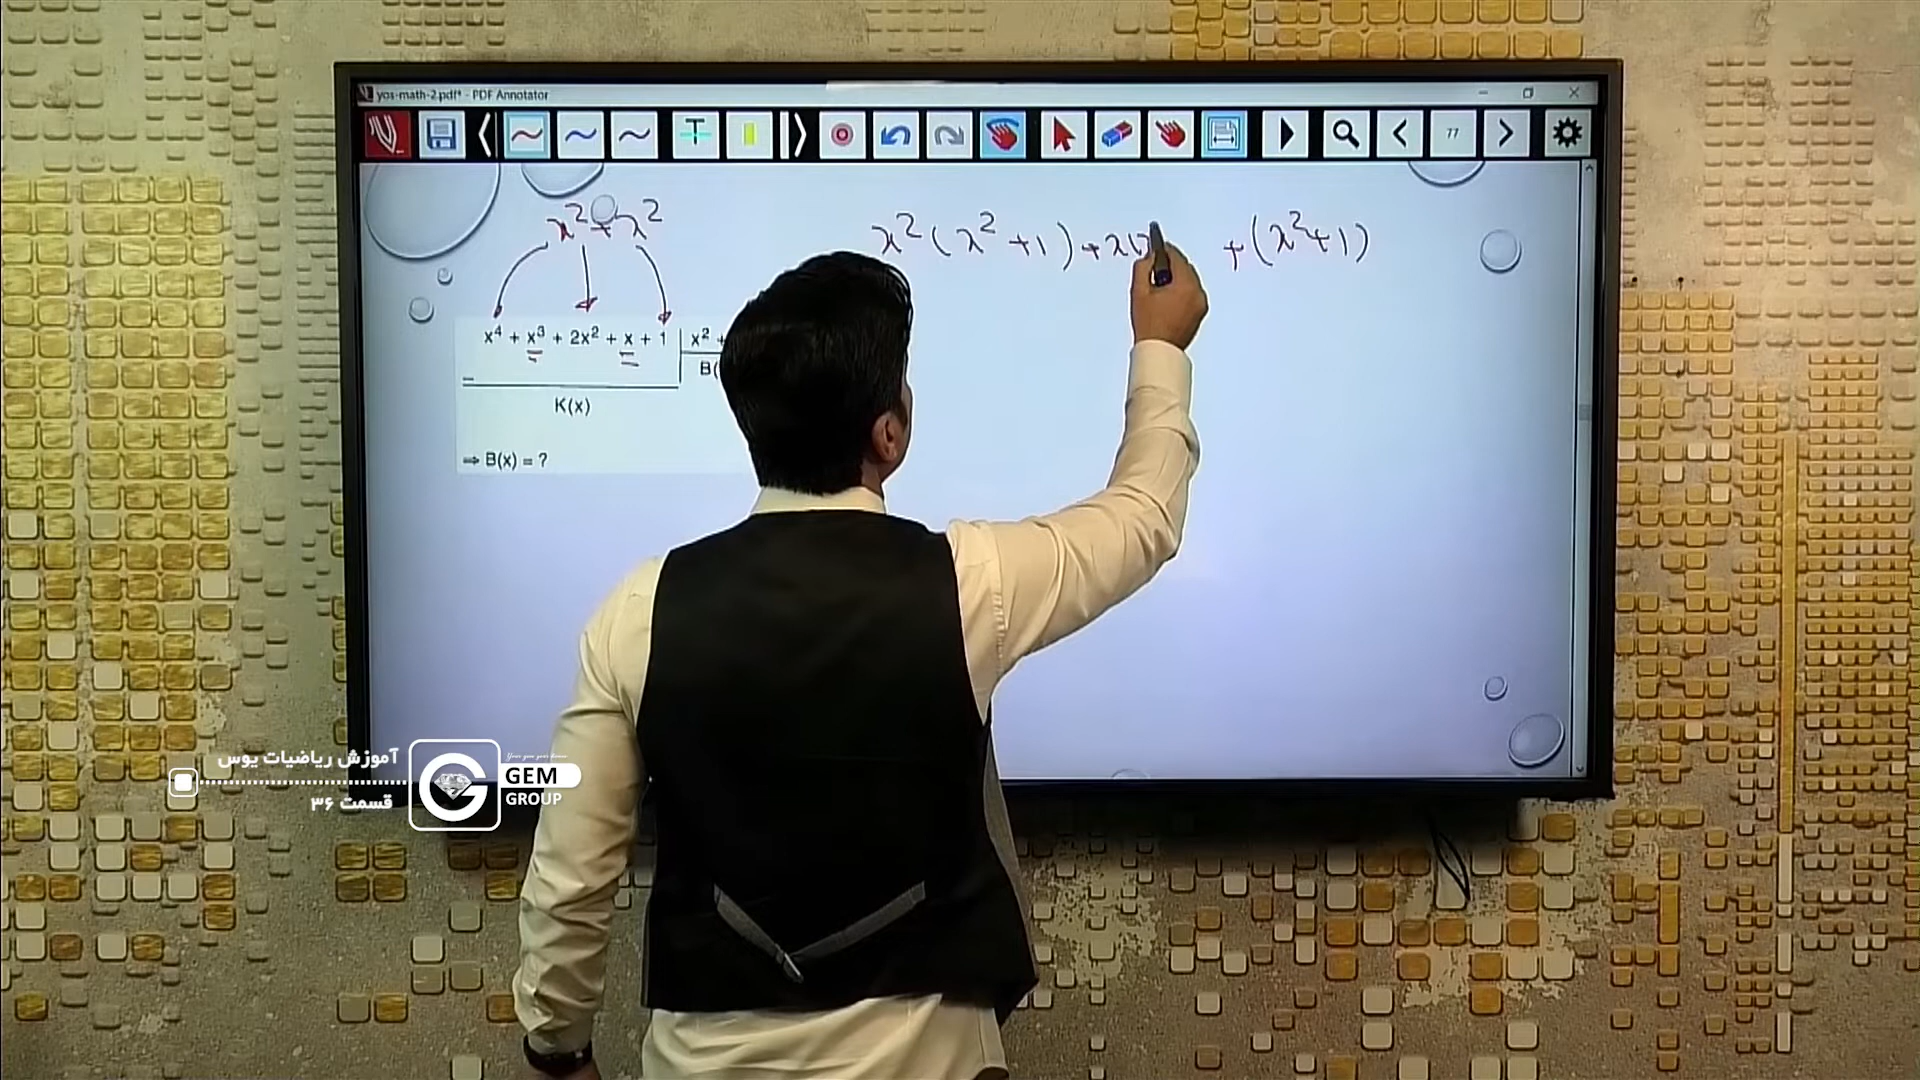 yos-math-2.pdf* - PDF Annotator
77
x² + x²
x²(x² + 1) + x(x + (x² + 1)
x⁴ + x³ + 2x² + x + 1
x² +
B(
K(x)
⇒ B(x) = ?
آموزش ریاضیات یوس
قسمت ۳۶
G
GEM
GROUP